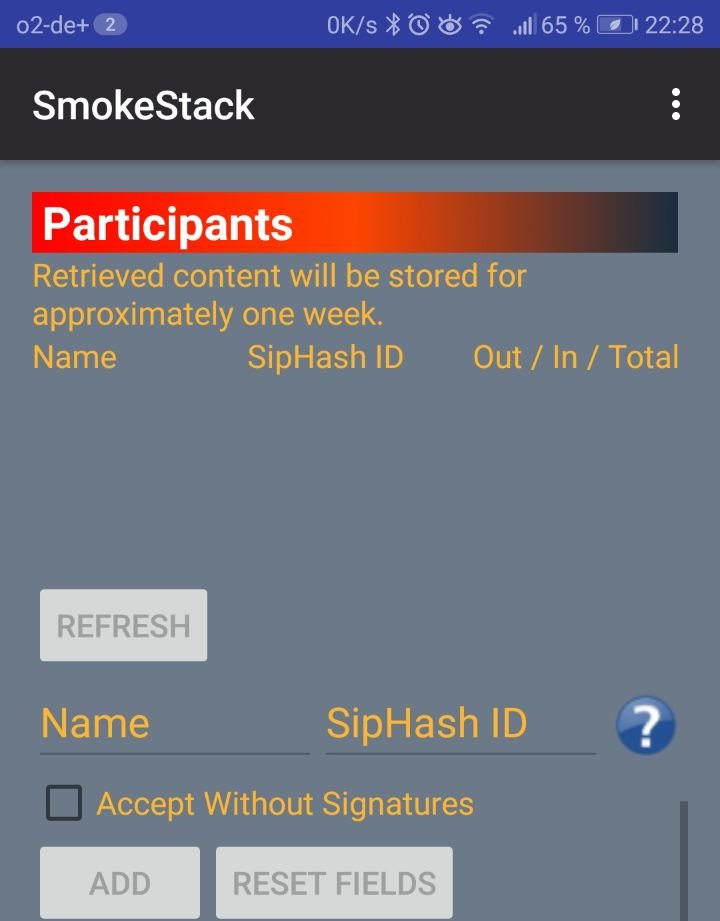 o2-de+ 2 0K/s 65 % 22:28
SmokeStack
Participants
Retrieved content will be stored for
approximately one week.
Name SipHash ID Out / In / Total
REFRESH
Name SipHash ID ?
Accept Without Signatures
ADD RESET FIELDS